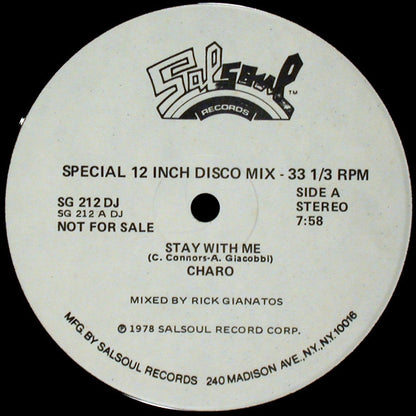 Salsoul TM
RECORDS
SPECIAL 12 INCH DISCO MIX - 33 1/3 RPM
SG 212 DJ
SG 212 A DJ
NOT FOR SALE
SIDE A
STEREO
7:58
STAY WITH ME
(C. Connors-A. Giacobbi)
CHARO
MIXED BY RICK GIANATOS
℗ 1978 SALSOUL RECORD CORP.
MFG. BY SALSOUL RECORDS 240 MADISON AVE., N.Y., N.Y. 10016